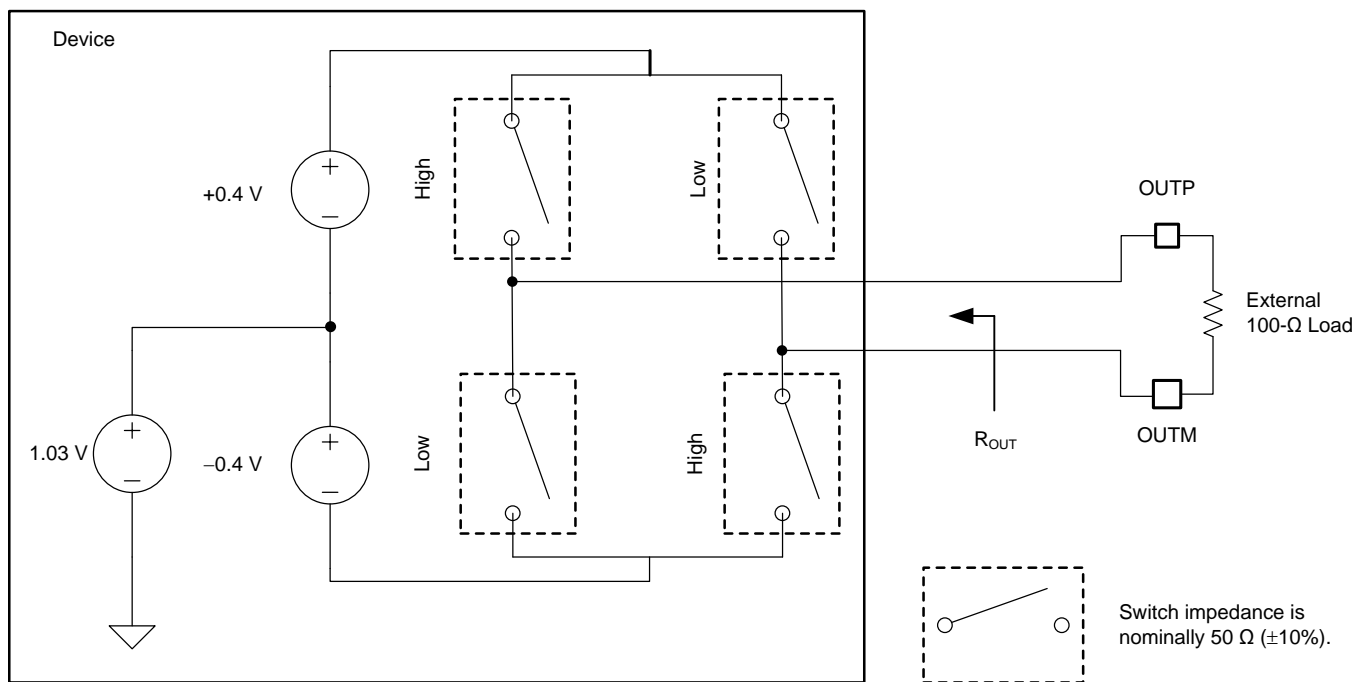 Device
+0.4 V
High
Low
OUTP
External
100-Ω Load
1.03 V
−0.4 V
Low
High
R_OUT
OUTM
Switch impedance is
nominally 50 Ω (±10%).